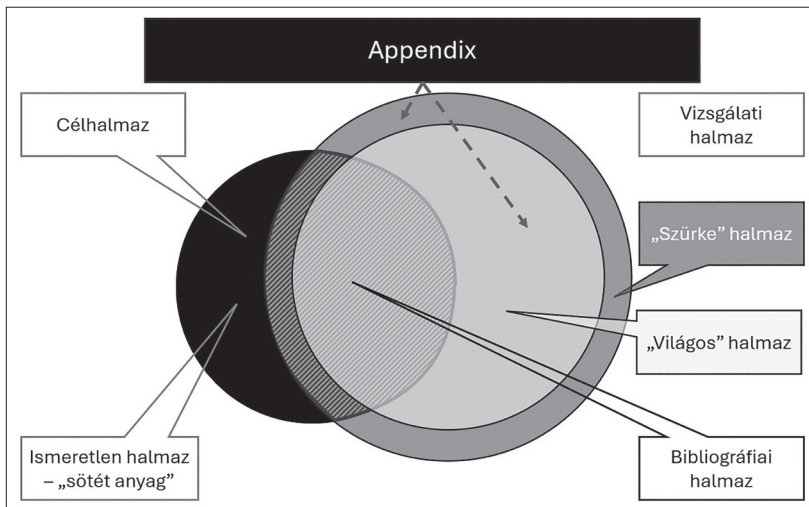 Appendix
Célhalmaz
Vizsgálati
halmaz
„Szürke” halmaz
„Világos” halmaz
Ismeretlen halmaz
– „sötét anyag”
Bibliográfiai
halmaz